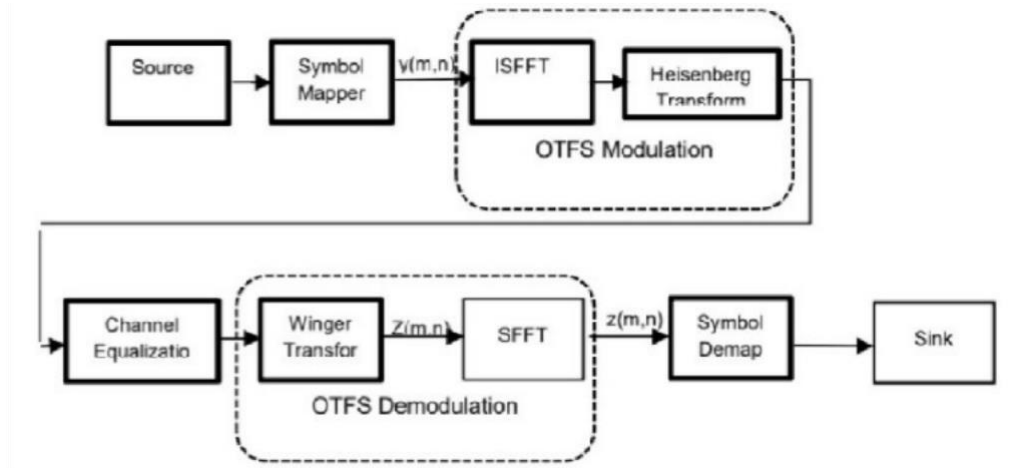 Source
Symbol
Mapper
y(m,n)
ISFFT
Heisenberg
Transform
OTFS Modulation
Channel
Equalizatio
Winger
Transfor
Z(m,n)
SFFT
z(m,n)
Symbol
Demap
Sink
OTFS Demodulation